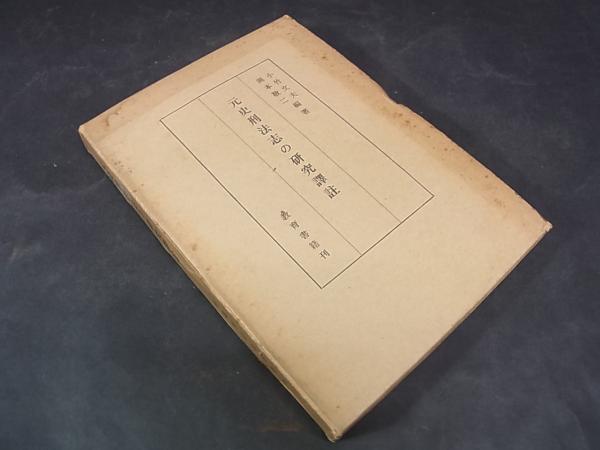 小竹文夫
岡本敬二 編著
元史刑法志の研究譯註
教育書籍刊